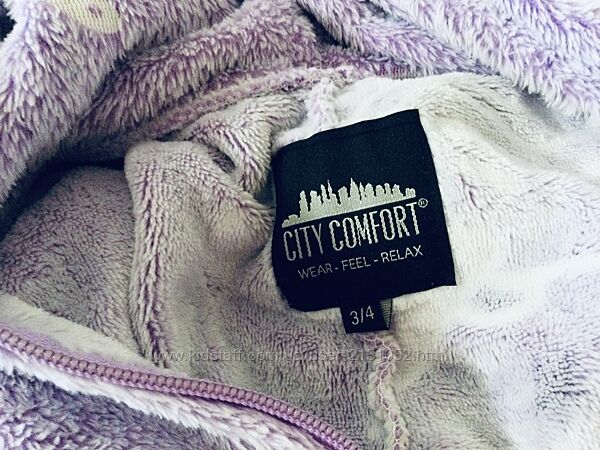 CITY COMFORT®
WEAR - FEEL - RELAX
3/4